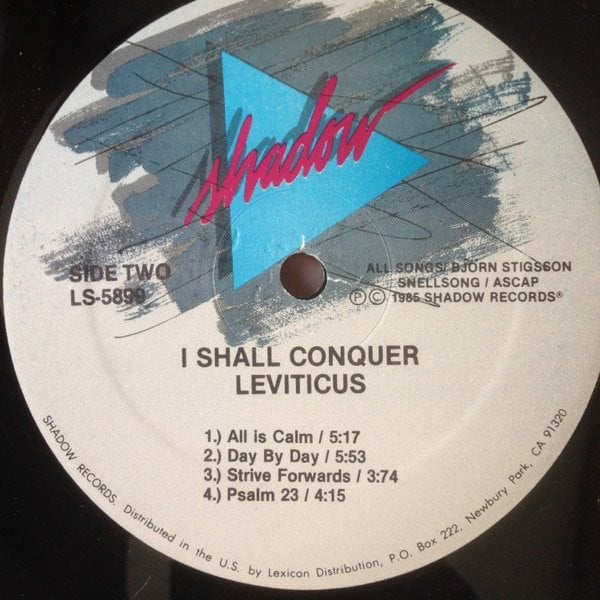 shadow
SIDE TWO
LS-5899
ALL SONGS/ BJÖRN STIGSSON
SNELLSONG / ASCAP
Ⓟ© 1985 SHADOW RECORDS®
I SHALL CONQUER
LEVITICUS
1.) All is Calm / 5:17
2.) Day By Day / 5:53
3.) Strive Forwards / 3:74
4.) Psalm 23 / 4:15
SHADOW RECORDS. Distributed in the U.S. by Lexicon Distribution, P.O. Box 222, Newbury Park, CA 91320